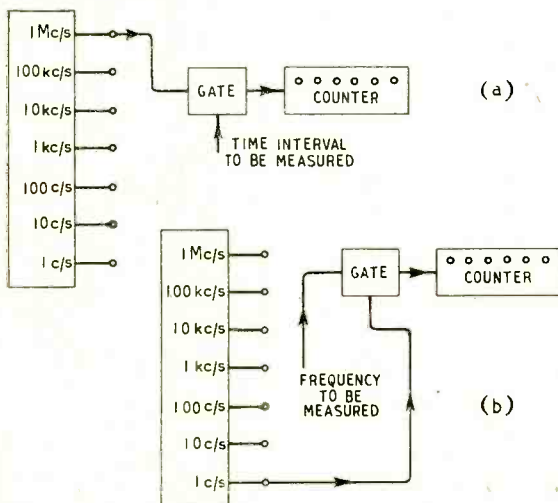 1 Mc/s
100 kc/s
10 kc/s
1 kc/s
100 c/s
10 c/s
1 c/s
GATE
COUNTER
(a)
TIME INTERVAL
TO BE MEASURED
1 Mc/s
100 kc/s
10 kc/s
1 kc/s
100 c/s
10 c/s
1 c/s
GATE
COUNTER
FREQUENCY
TO BE
MEASURED
(b)